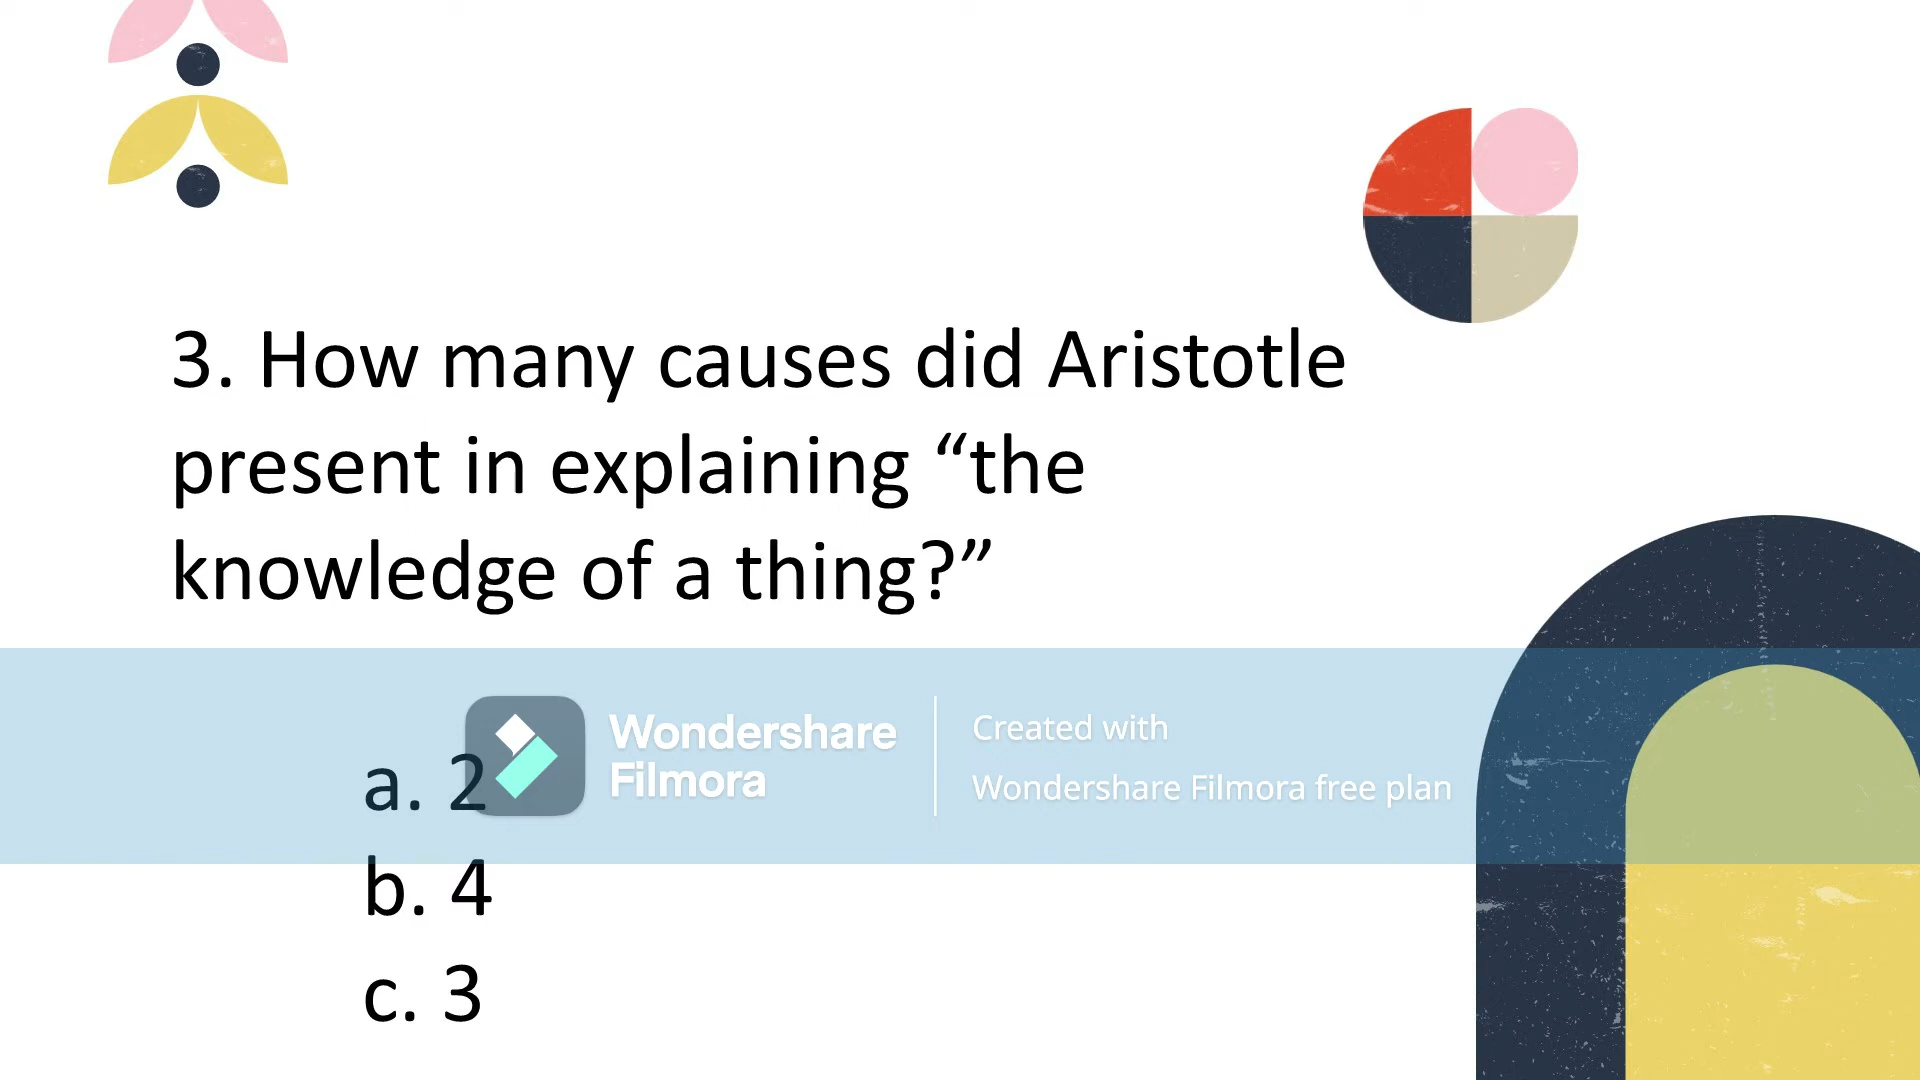 3. How many causes did Aristotle
present in explaining “the
knowledge of a thing?”
Wondershare
Filmora
Created with
Wondershare Filmora free plan
a. 2
b. 4
c. 3